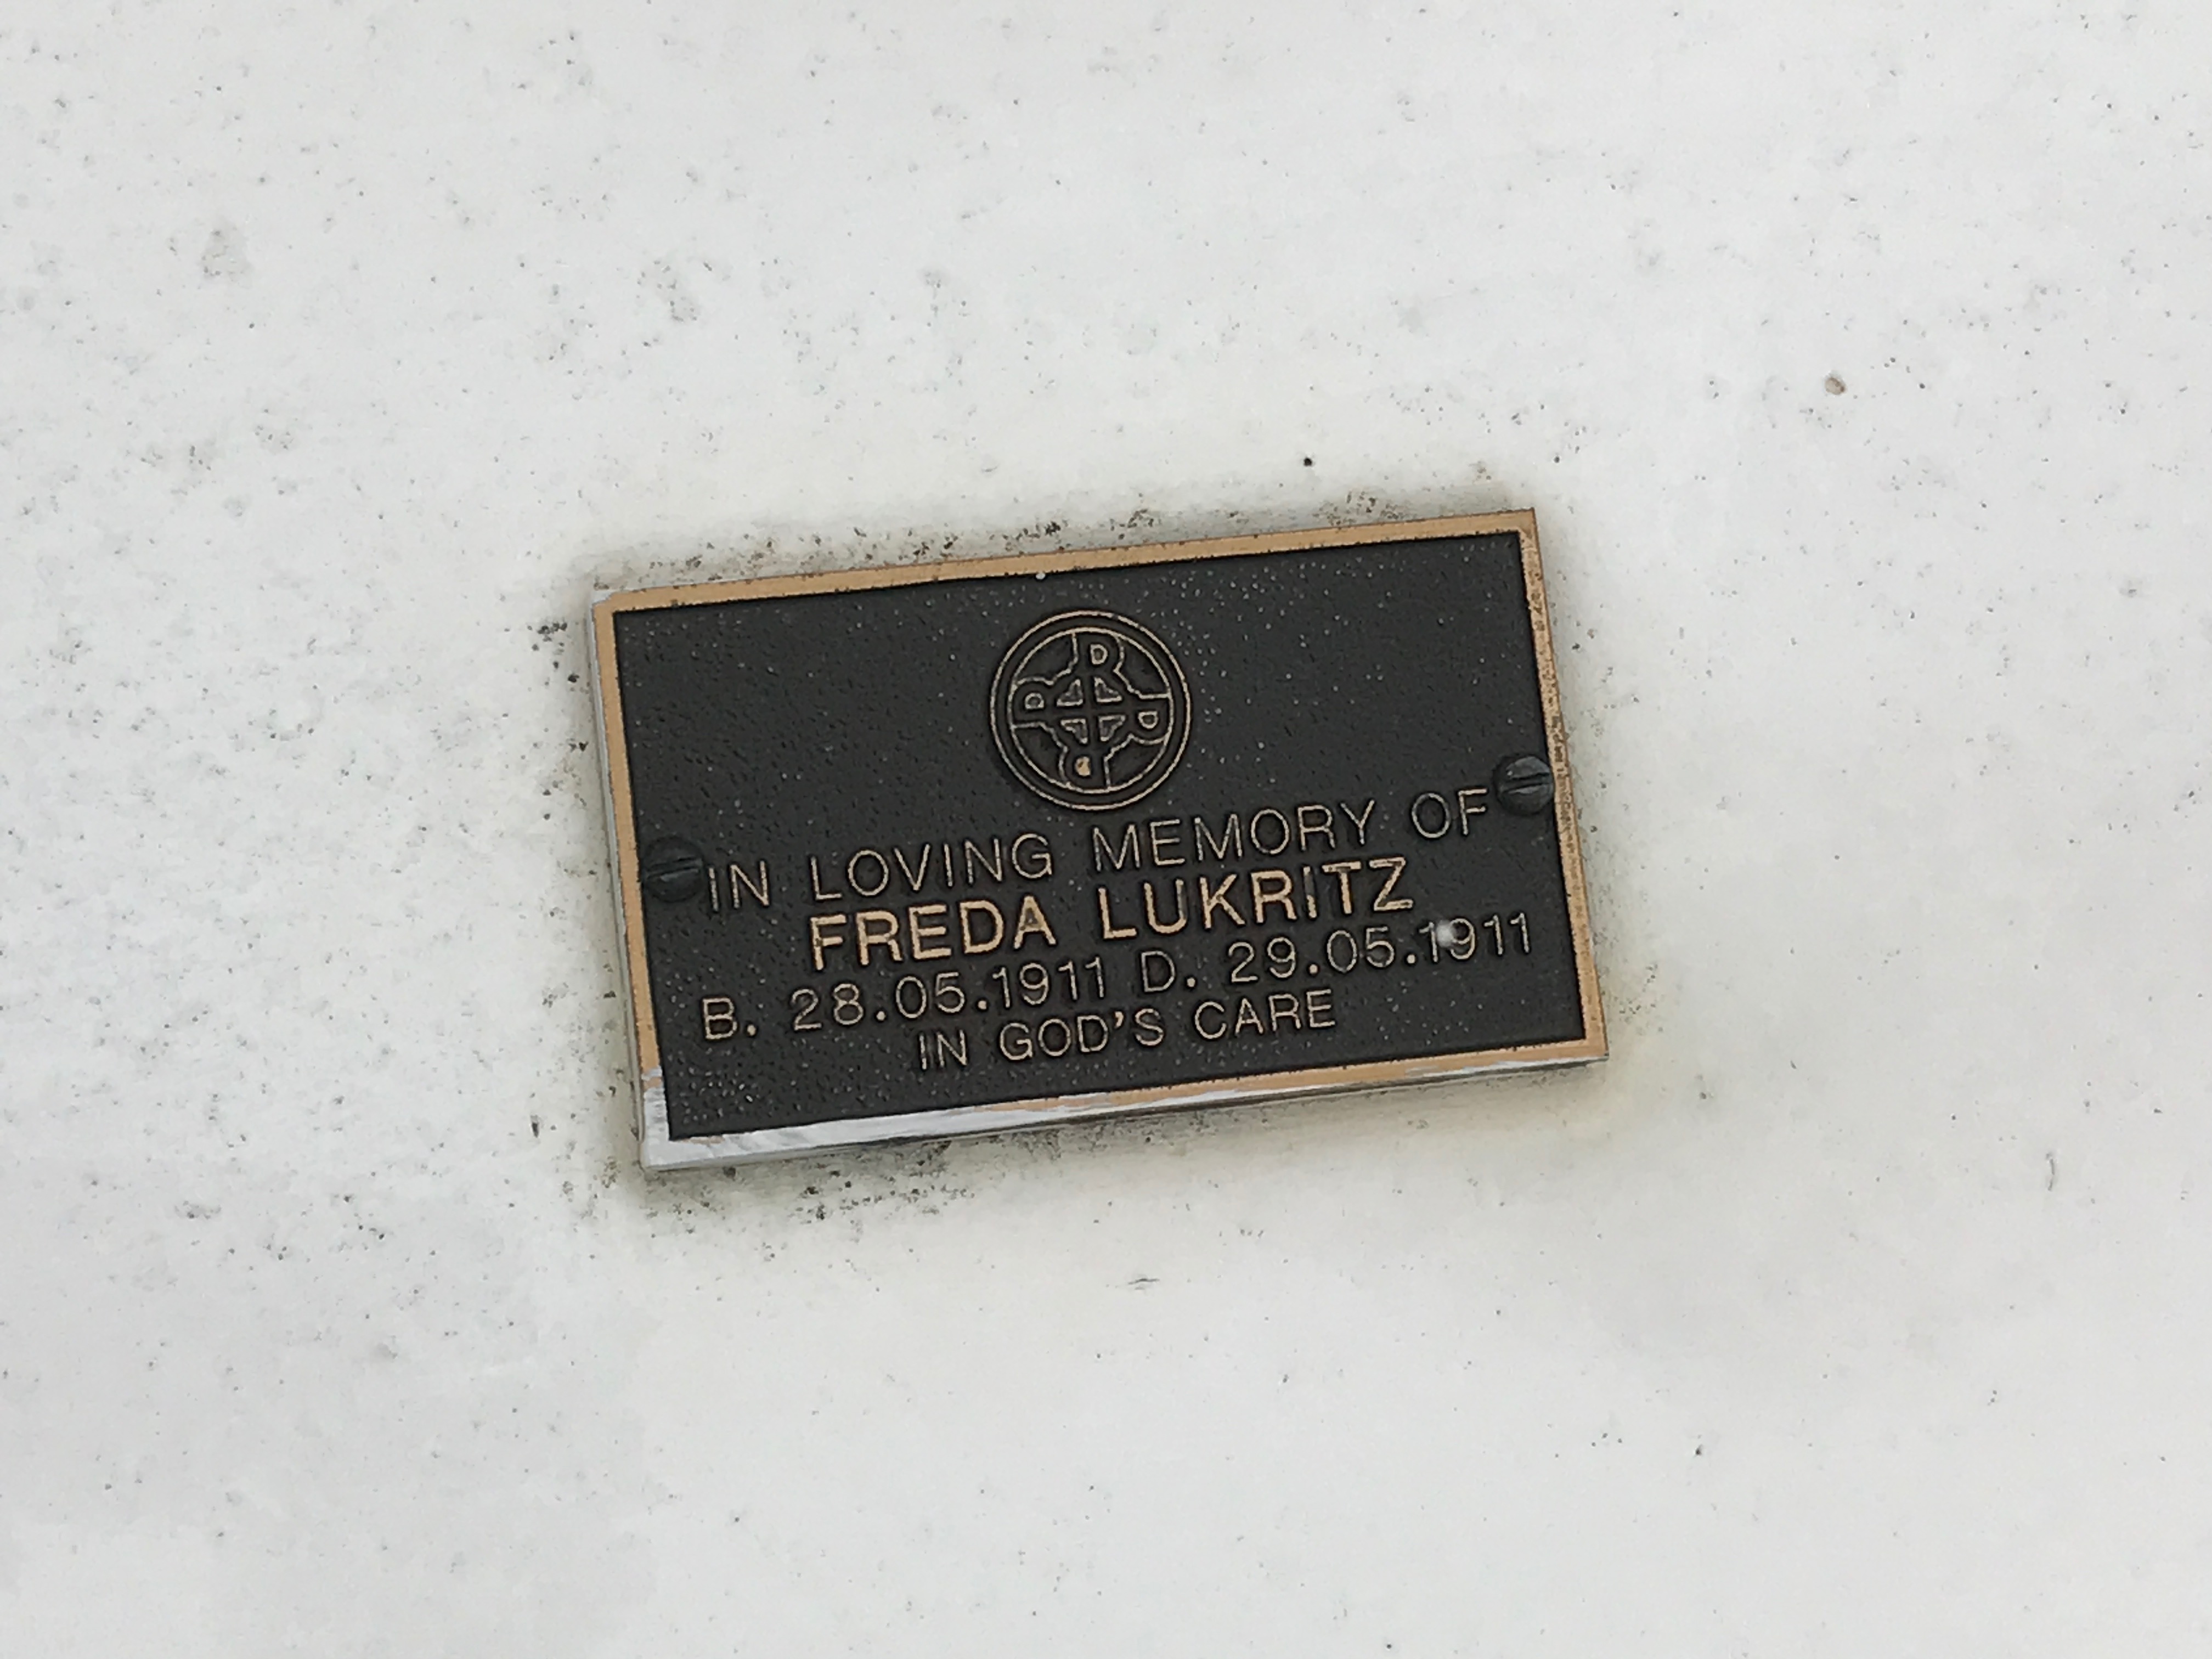 R R R R
IN LOVING MEMORY OF
FREDA LUKRITZ
B. 28.05.1911 D. 29.05.1911
IN GOD'S CARE